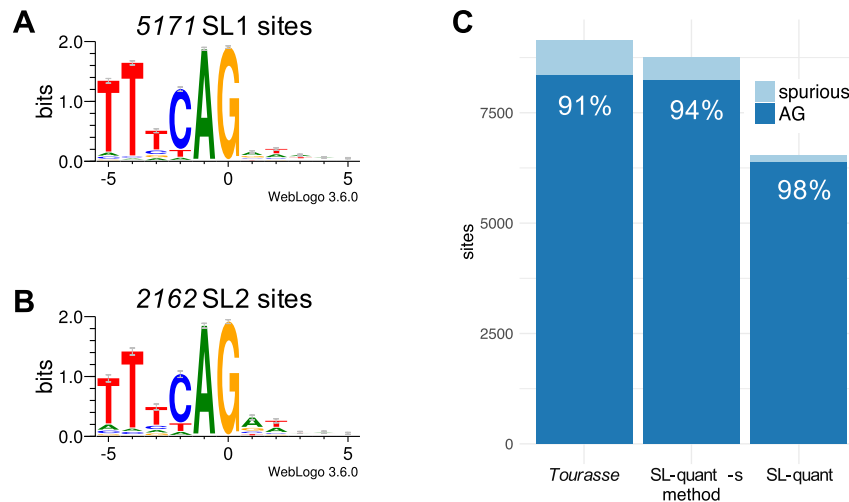 A
5171 SL1 sites
2.0
1.0
0.0
bits
TTTCAG
-5 0 5
WebLogo 3.6.0
B
2162 SL2 sites
2.0
1.0
0.0
bits
TTTCAG
-5 0 5
WebLogo 3.6.0
C
7500
5000
2500
0
sites
91%
94%
98%
spurious
AG
Tourasse SL-quant -s SL-quant
method